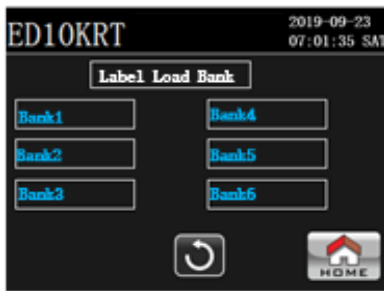 ED10KRT
2019-09-23
07:01:35 SAT
Label Load Bank
Bank1
Bank4
Bank2
Bank5
Bank3
Bank6
HOME